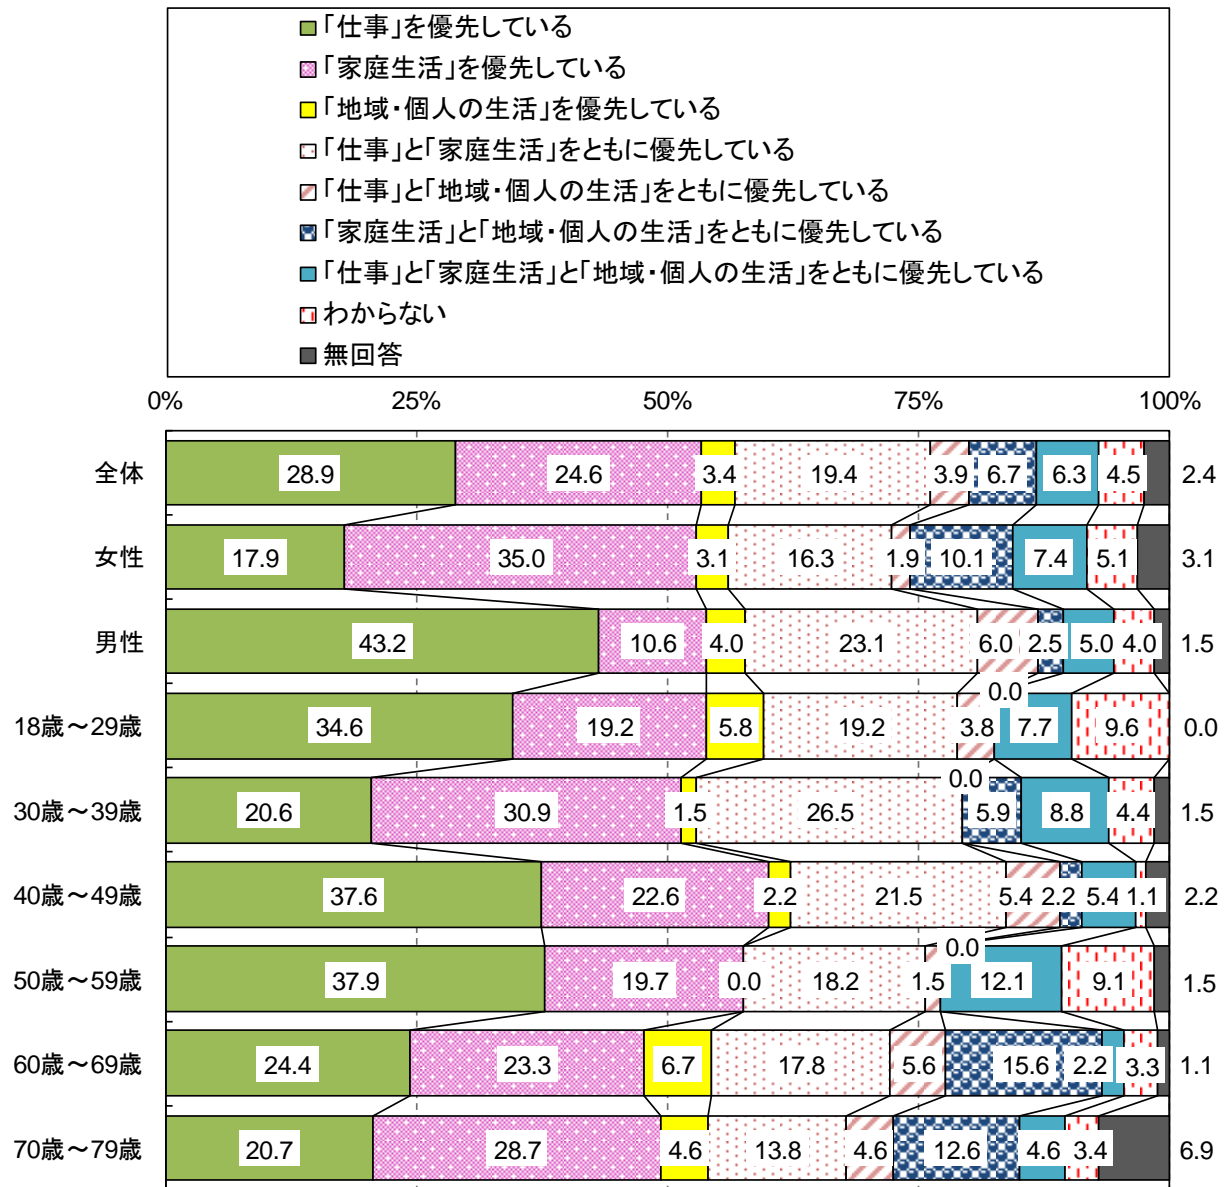 「仕事」を優先している
「家庭生活」を優先している
「地域・個人の生活」を優先している
「仕事」と「家庭生活」をともに優先している
「仕事」と「地域・個人の生活」をともに優先している
「家庭生活」と「地域・個人の生活」をともに優先している
「仕事」と「家庭生活」と「地域・個人の生活」をともに優先している
わからない
無回答
0% 25% 50% 75% 100%
全体 28.9 24.6 3.4 19.4 3.9 6.7 6.3 4.5 2.4
女性 17.9 35.0 3.1 16.3 1.9 10.1 7.4 5.1 3.1
男性 43.2 10.6 4.0 23.1 6.0 2.5 5.0 4.0 1.5
18歳～29歳 34.6 19.2 5.8 19.2 3.8 0.0 7.7 9.6 0.0
30歳～39歳 20.6 30.9 1.5 26.5 0.0 5.9 8.8 4.4 1.5
40歳～49歳 37.6 22.6 2.2 21.5 5.4 2.2 5.4 1.1 2.2
50歳～59歳 37.9 19.7 0.0 18.2 1.5 0.0 12.1 9.1 1.5
60歳～69歳 24.4 23.3 6.7 17.8 5.6 15.6 2.2 3.3 1.1
70歳～79歳 20.7 28.7 4.6 13.8 4.6 12.6 4.6 3.4 6.9